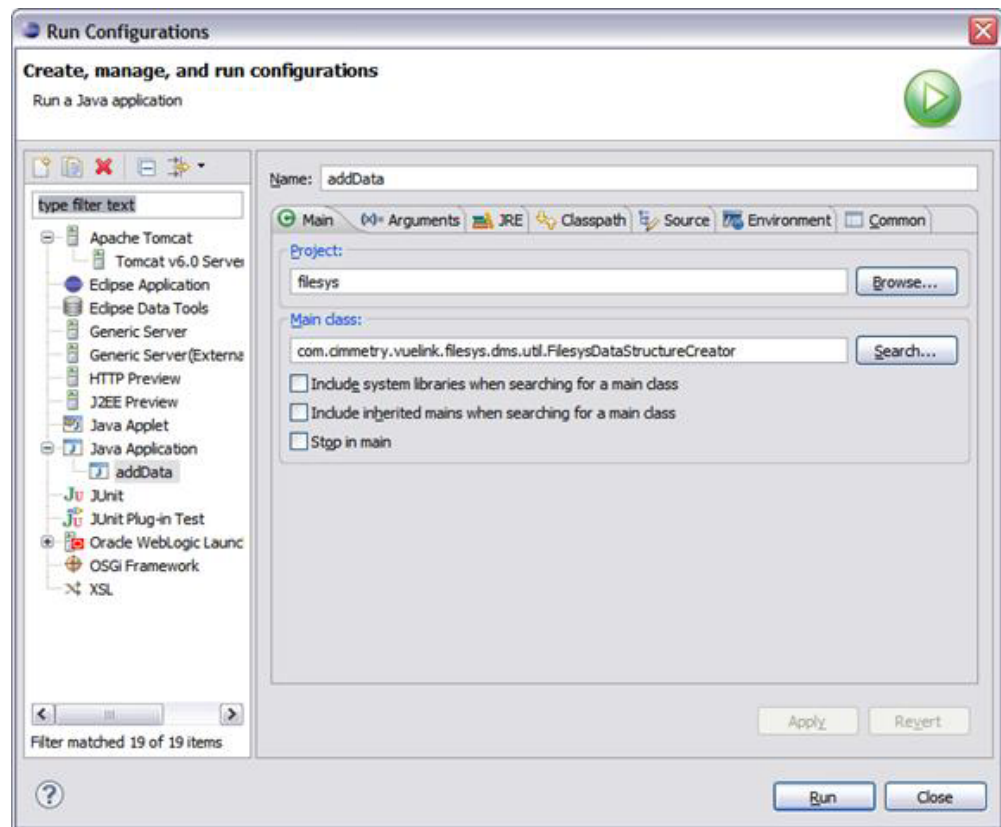 Run Configurations
Create, manage, and run configurations
Run a Java application
type filter text
Apache Tomcat
Tomcat v6.0 Server
Eclipse Application
Eclipse Data Tools
Generic Server
Generic Server(Externa
HTTP Preview
J2EE Preview
Java Applet
Java Application
addData
Ju JUnit
JUnit Plug-in Test
Oracle WebLogic Launc
OSGi Framework
XSL
Filter matched 19 of 19 items
Name: addData
Main (x)= Arguments JRE Classpath Source Environment Common
Project:
filesys Browse...
Main class:
com.cimmetry.vuelink.filesys.dms.util.FilesysDataStructureCreator Search...
Include system libraries when searching for a main class
Include inherited mains when searching for a main class
Stop in main
Apply Revert
? Run Close